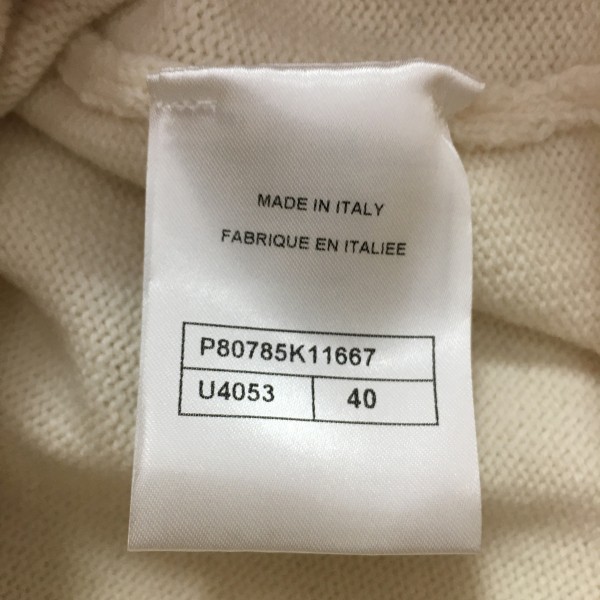 MADE IN ITALY
FABRIQUE EN ITALIEE
P80785K11667
U4053 40